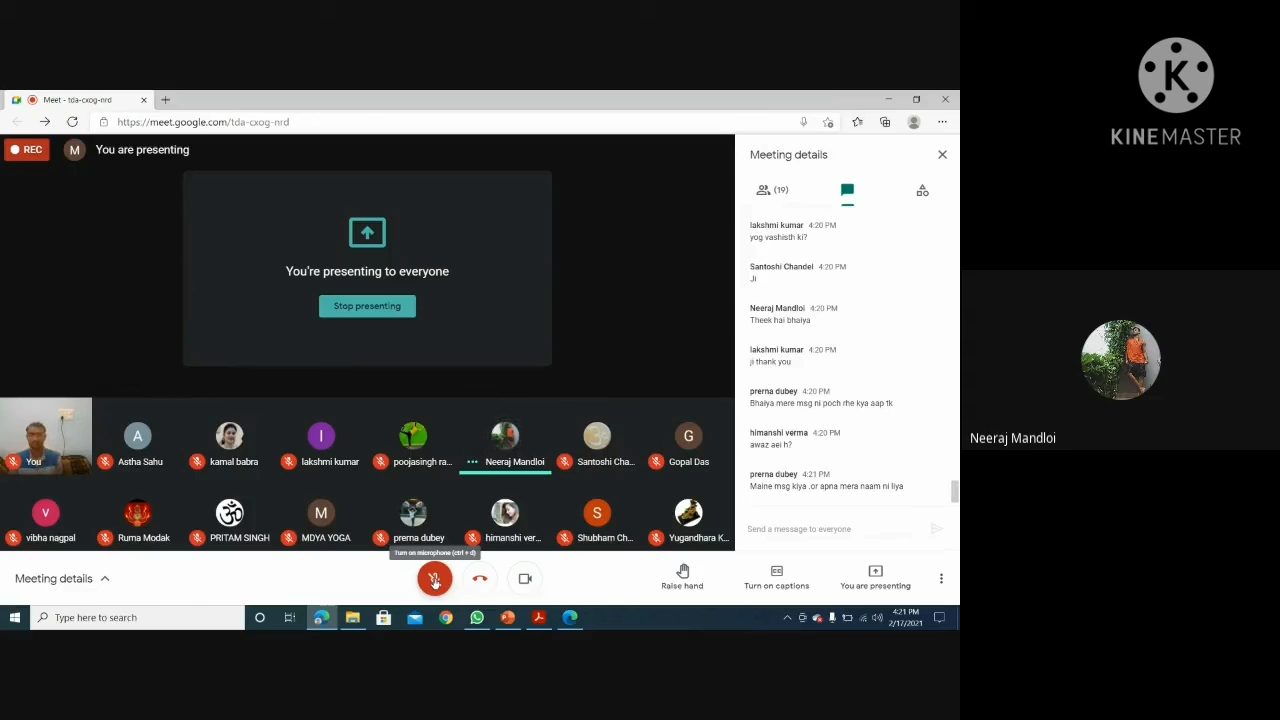 K
KINEMASTER
Meet - tda-cxog-nrd
https://meet.google.com/tda-cxog-nrd
REC
M
You are presenting
You're presenting to everyone
Stop presenting
Meeting details
(19)
lakshmi kumar 4:20 PM
yog vashisth ki?
Santoshi Chandel 4:20 PM
Ji
Neeraj Mandloi 4:20 PM
Theek hai bhaiya
lakshmi kumar 4:20 PM
ji thank you
prerna dubey 4:20 PM
Bhaiya mere msg ni poch rhe kya aap tk
himanshi verma 4:20 PM
awaz aei h?
prerna dubey 4:21 PM
Maine msg kiya .or apna mera naam ni liya
Send a message to everyone
A
I
G
You
Astha Sahu
kamal babra
lakshmi kumar
poojasingh ra...
Neeraj Mandloi
Santoshi Cha...
Gopal Das
v
M
S
vibha nagpal
Ruma Modak
PRITAM SINGH
MDYA YOGA
prerna dubey
himanshi ver...
Shubham Ch...
Yugandhara K...
Turn on microphone (ctrl + d)
Meeting details
Raise hand
Turn on captions
You are presenting
Type here to search
4:21 PM
2/17/2021
Neeraj Mandloi